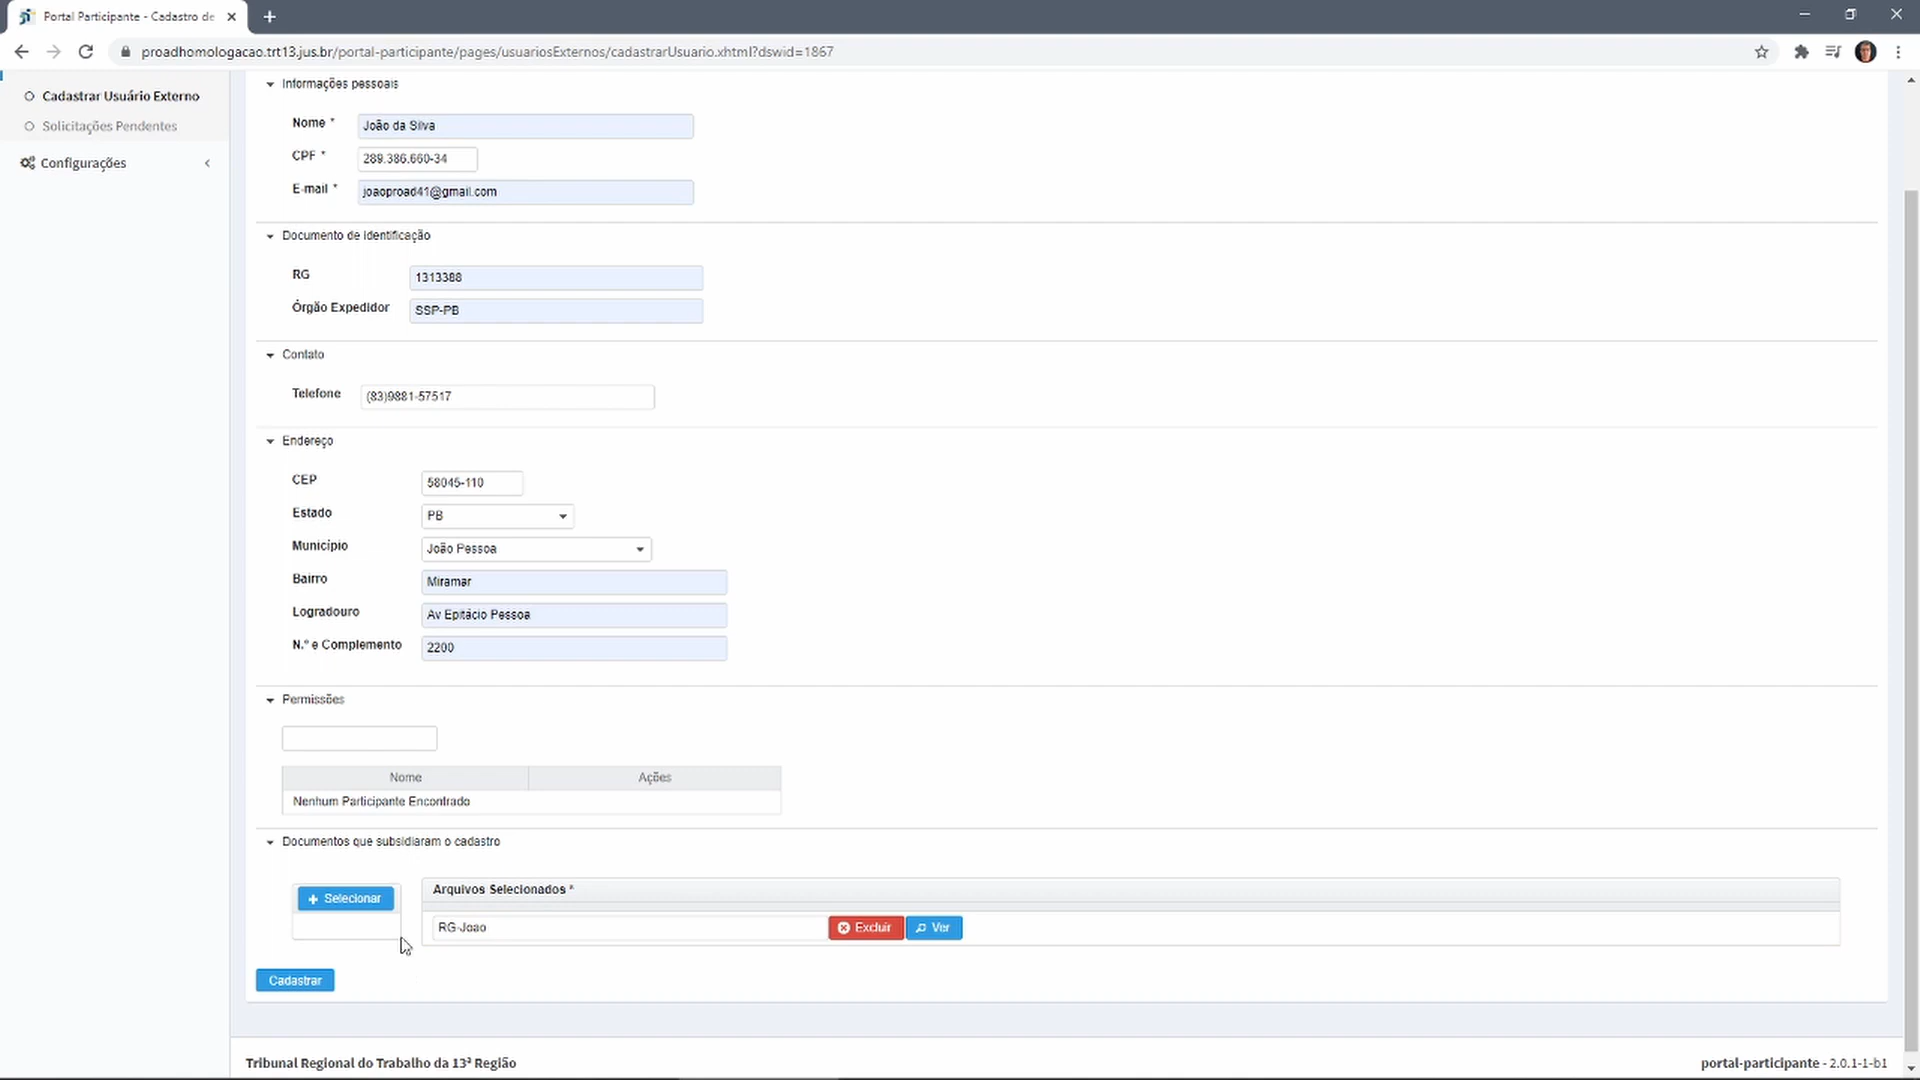 Portal Participante - Cadastro de
proadhomologacao.trt13.jus.br/portal-participante/pages/usuariosExternos/cadastrarUsuario.xhtml?dswid=1867
Cadastrar Usuário Externo
Solicitações Pendentes
Configurações
Informações pessoais
Nome *
João da Silva
CPF *
289.386.660-34
E-mail *
joaoproad41@gmail.com
Documento de identificação
RG
1313388
Órgão Expedidor
SSP-PB
Contato
Telefone
(83)9881-57517
Endereço
CEP
58045-110
Estado
PB
Município
João Pessoa
Bairro
Miramar
Logradouro
Av Epitácio Pessoa
N.º e Complemento
2200
Permissões
Nome Ações
Nenhum Participante Encontrado
Documentos que subsidiaram o cadastro
Selecionar
Arquivos Selecionados *
RG-Joao
Excluir
Ver
Cadastrar
Tribunal Regional do Trabalho da 13ª Região
portal-participante - 2.0.1-1-b1